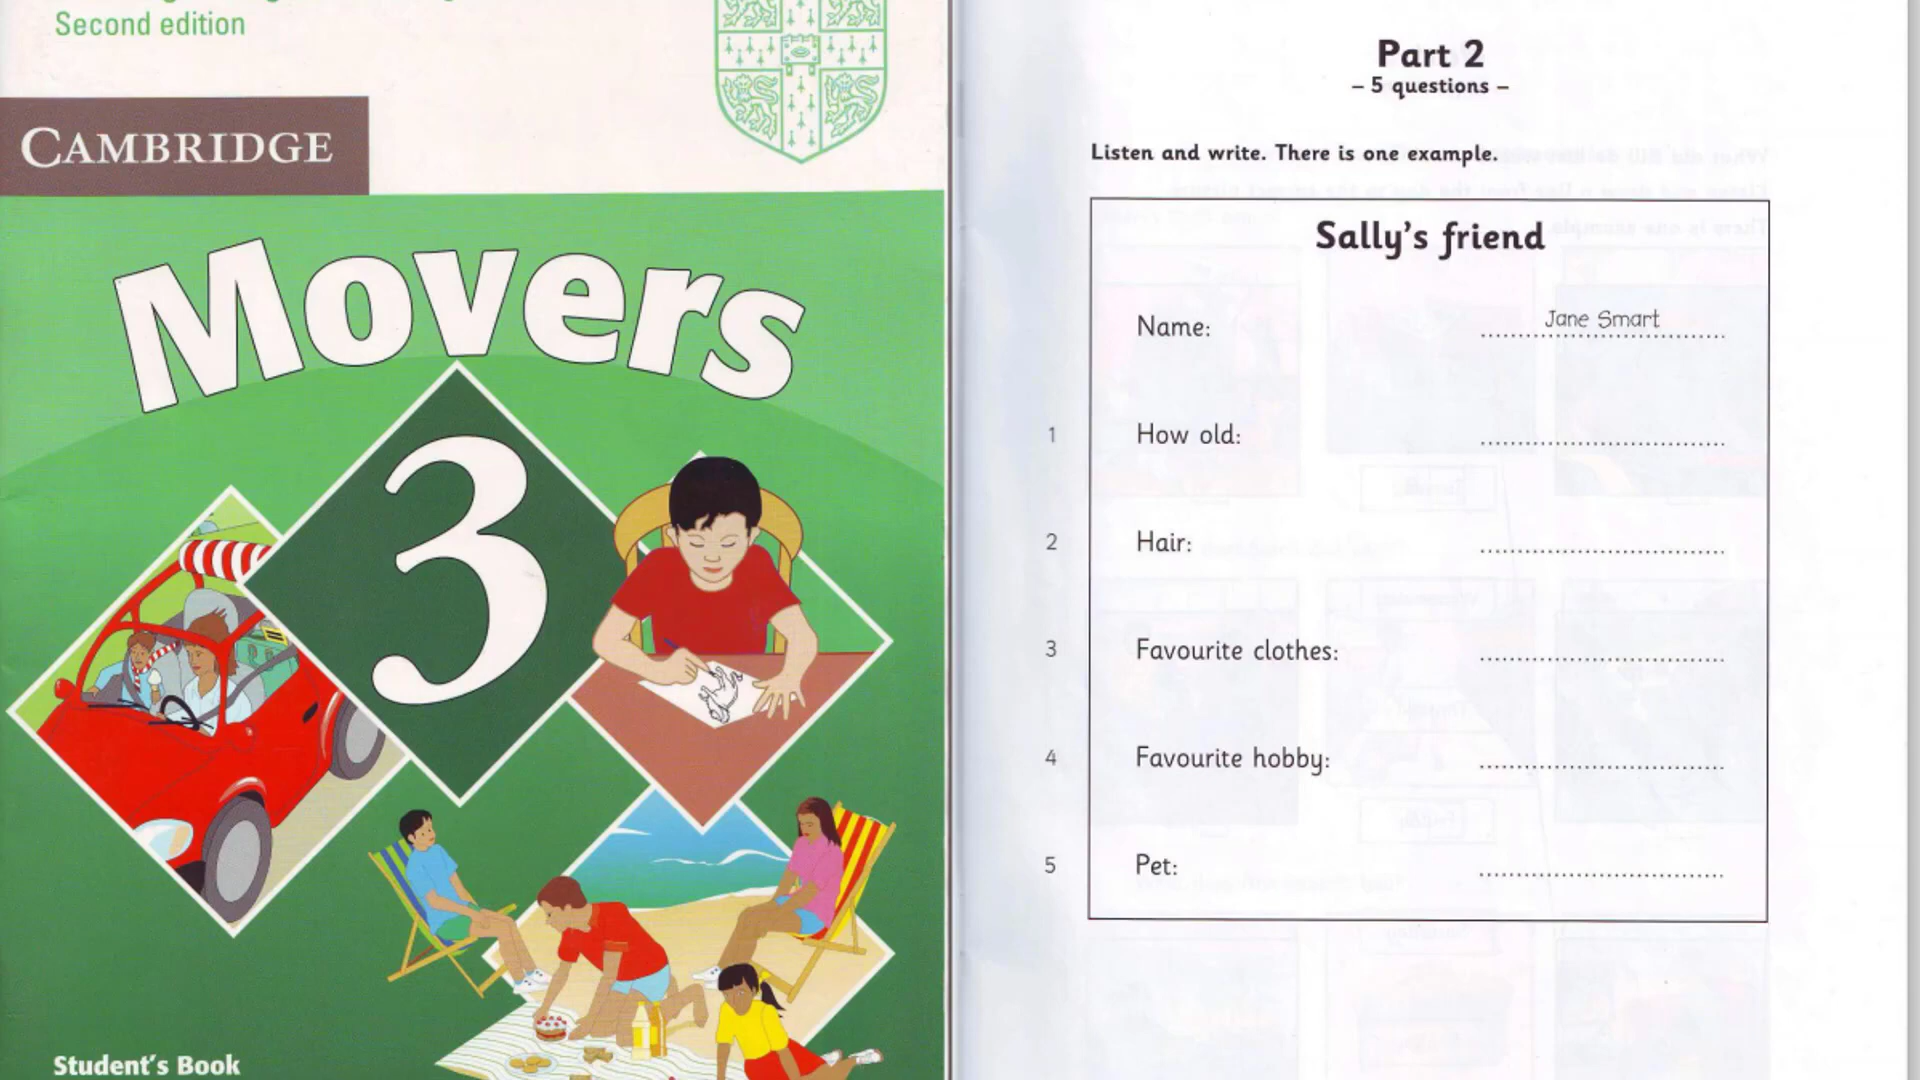 Second edition
CAMBRIDGE
Movers
3
Student's Book
Part 2
– 5 questions –
Listen and write. There is one example.
Sally's friend
Name: Jane Smart
1 How old:
2 Hair:
3 Favourite clothes:
4 Favourite hobby:
5 Pet: